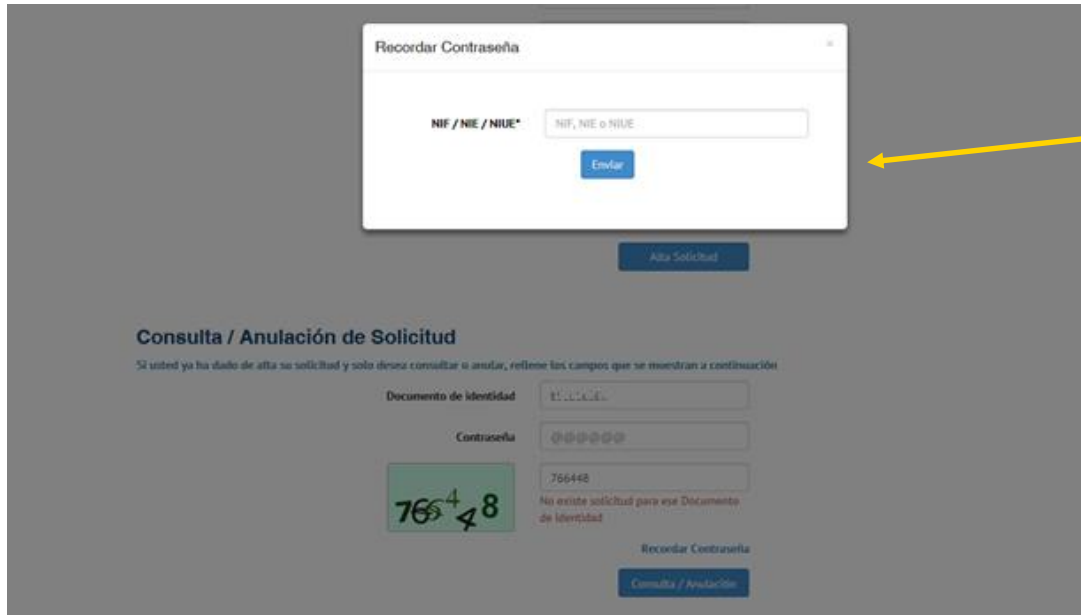 Recordar Contraseña ×
NIF / NIE / NIUE* NIF, NIE o NIUE
Enviar
Alta Solicitud
Consulta / Anulación de Solicitud
Si usted ya ha dado de alta su solicitud y solo desea consultar o anular, rellene los campos que se muestran a continuación
Documento de identidad
Contraseña @@@@@@
766448
766448
No existe solicitud para ese Documento
de Identidad
Recordar Contraseña
Consulta / Anulación